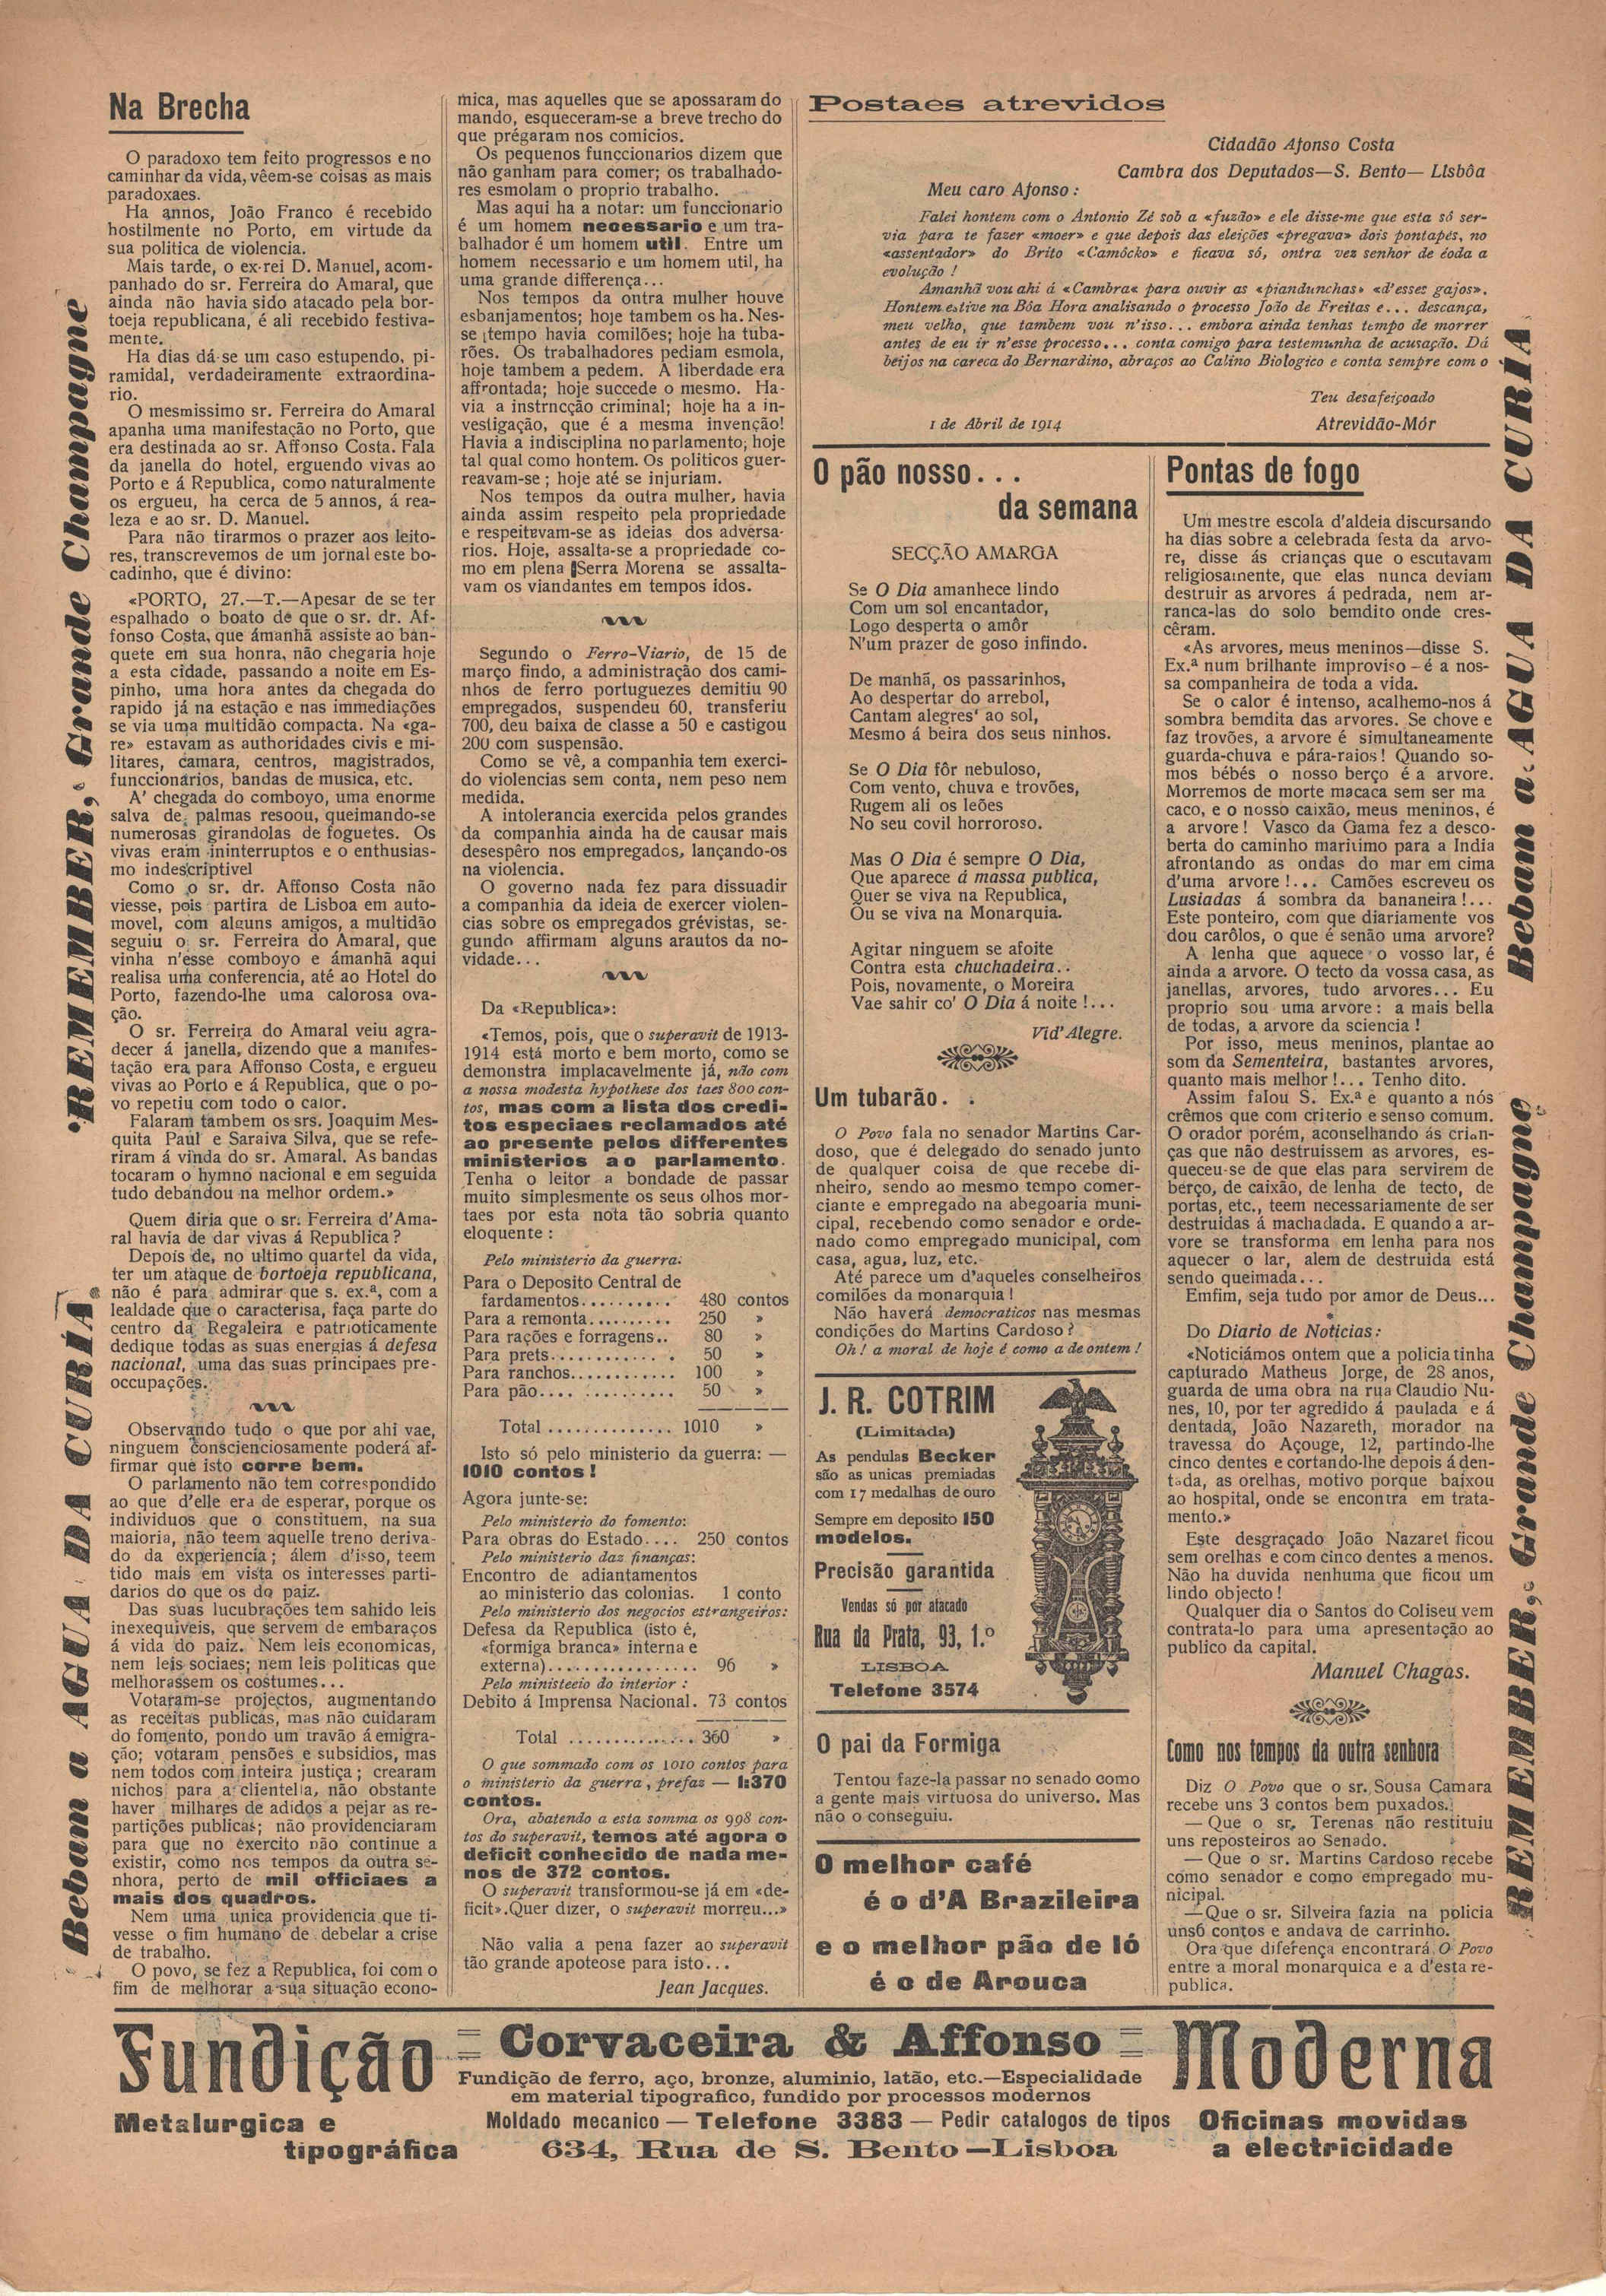 Na Brecha
O paradoxo tem feito progressos e no
caminhar da vida, vêem-se coisas as mais
paradoxaes.
Ha annos, João Franco é recebido
hostilmente no Porto, em virtude da
sua politica de violencia.
Mais tarde, o ex-rei D. Manuel, acom-
panhado do sr. Ferreira do Amaral, que
ainda não havia sido atacado pela bor-
toeja republicana, é ali recebido festiva-
mente.
Ha dias dá-se um caso estupendo, pi-
ramidal, verdadeiramente extraordina-
rio.
O mesmissimo sr. Ferreira do Amaral
apanha uma manifestação no Porto, que
era destinada ao sr. Affonso Costa. Fala
da janella do hotel, erguendo vivas ao
Porto e á Republica, como naturalmente
os ergueu, ha cerca de 5 annos, á rea-
leza e ao sr. D. Manuel.
Para não tirarmos o prazer aos leito-
res, transcrevemos de um jornal este bo-
cadinho, que é divino:
«PORTO, 27.—T.—Apesar de se ter
espalhado o boato de que o sr. dr. Af-
fonso Costa, que ámanhã assiste ao ban-
quete em sua honra, não chegaria hoje
a esta cidade, passando a noite em Es-
pinho, uma hora antes da chegada do
rapido já na estação e nas immediações
se via uma multidão compacta. Na «ga-
re» estavam as authoridades civis e mi-
litares, camara, centros, magistrados,
funccionarios, bandas de musica, etc.
A' chegada do comboyo, uma enorme
salva de palmas resoou, queimando-se
numerosas girandolas de foguetes. Os
vivas eram ininterruptos e o enthusias-
mo indescriptivel
Como o sr. dr. Affonso Costa não
viesse, pois partira de Lisboa em auto-
movel, com alguns amigos, a multidão
seguiu o sr. Ferreira do Amaral, que
vinha n'esse comboyo e ámanhã aqui
realisa uma conferencia, até ao Hotel do
Porto, fazendo-lhe uma calorosa ova-
ção.
O sr. Ferreira do Amaral veiu agra-
decer á janella, dizendo que a manifes-
tação era para Affonso Costa, e ergueu
vivas ao Porto e á Republica, que o po-
vo repetiu com todo o calor.
Falaram tambem os srs. Joaquim Mes-
quita Paul e Saraiva Silva, que se refe-
riram á vinda do sr. Amaral. As bandas
tocaram o hymno nacional e em seguida
tudo debandou na melhor ordem.»
Quem diria que o sr. Ferreira d'Ama-
ral havia de dar vivas á Republica?
Depois de, no ultimo quartel da vida,
ter um ataque de bortoeja republicana,
não é para admirar que s. ex.ª, com a
lealdade que o caracterisa, faça parte do
centro da Regaleira e patrioticamente
dedique todas as suas energias á defesa
nacional, uma das suas principaes pre-
occupações.
Observando tudo o que por ahi vae,
ninguem conscienciosamente poderá af-
firmar que isto corre bem.
O parlamento não tem correspondido
ao que d'elle era de esperar, porque os
individuos que o constituem, na sua
maioria, não teem aquelle treno deriva-
do da experiencia; álem d'isso, teem
tido mais em vista os interesses parti-
darios do que os do paiz.
Das suas lucubrações tem sahido leis
inexequiveis, que servem de embaraços
á vida do paiz. Nem leis economicas,
nem leis sociaes; nem leis politicas que
melhorassem os costumes...
Votaram-se projectos, augmentando
as receitas publicas, mas não cuidaram
do fomento, pondo um travão á emigra-
ção; votaram pensões e subsidios, mas
nem todos com inteira justiça; crearam
nichos para a clientella, não obstante
haver milhares de adidos a pejar as re-
partições publicas; não providenciaram
para que no exercito não continue a
existir, como nos tempos da outra se-
nhora, perto de mil officiaes a
mais dos quadros.
Nem uma unica providencia que ti-
vesse o fim humano de debelar a crise
de trabalho.
O povo, se fez a Republica, foi com o
fim de melhorar a sua situação econo-
mica, mas aquelles que se apossaram do
mando, esqueceram-se a breve trecho do
que prégaram nos comicios.
Os pequenos funccionarios dizem que
não ganham para comer; os trabalhado-
res esmolam o proprio trabalho.
Mas aqui ha a notar: um funccionario
é um homem necessario e um tra-
balhador é um homem util. Entre um
homem necessario e um homem util, ha
uma grande differença...
Nos tempos da ontra mulher houve
esbanjamentos; hoje tambem os ha. Nes-
se tempo havia comilões; hoje ha tuba-
rões. Os trabalhadores pediam esmola,
hoje tambem a pedem. A liberdade era
affrontada; hoje succede o mesmo. Ha-
via a instrncção criminal; hoje ha a in-
vestigação, que é a mesma invenção!
Havia a indisciplina no parlamento; hoje
tal qual como hontem. Os politicos guer-
reavam-se; hoje até se injuriam.
Nos tempos da outra mulher, havia
ainda assim respeito pela propriedade
e respeitavam-se as ideias dos adversa-
rios. Hoje, assalta-se a propriedade co-
mo em plena Serra Morena se assalta-
vam os viandantes em tempos idos.
Segundo o Ferro-Viario, de 15 de
março findo, a administração dos cami-
nhos de ferro portuguezes demitiu 90
empregados, suspendeu 60, transferiu
700, deu baixa de classe a 50 e castigou
200 com suspensão.
Como se vê, a companhia tem exerci-
do violencias sem conta, nem peso nem
medida.
A intolerancia exercida pelos grandes
da companhia ainda ha de causar mais
desespêro nos empregados, lançando-os
na violencia.
O governo nada fez para dissuadir
a companhia da ideia de exercer violen-
cias sobre os empregados grévistas, se-
gundo affirmam alguns arautos da no-
vidade...
Da «Republica»:
«Temos, pois, que o superavit de 1913-
1914 está morto e bem morto, como se
demonstra implacavelmente já, não com
a nossa modesta hypothese dos taes 800 con-
tos, mas com a lista dos credi-
tos especiaes reclamados até
ao presente pelos differentes
ministerios ao parlamento.
Tenha o leitor a bondade de passar
muito simplesmente os seus olhos mor-
taes por esta nota tão sobria quanto
eloquente:
Pelo ministerio da guerra:
Para o Deposito Central de
fardamentos.......... 480 contos
Para a remonta.......... 250 »
Para rações e forragens.. 80 »
Para prets............. 50 »
Para ranchos............ 100 »
Para pão.............. 50 »
Total .............. 1010 »
Isto só pelo ministerio da guerra: —
1010 contos!
Agora junte-se:
Pelo ministerio do fomento:
Para obras do Estado.... 250 contos
Pelo ministerio daz finanças:
Encontro de adiantamentos
ao ministerio das colonias. 1 conto
Pelo ministerio dos negocios estrangeiros:
Defesa da Republica (isto é,
«formiga branca» interna e
externa)................. 96 »
Pelo ministeeio do interior:
Debito á Imprensa Nacional. 73 contos
Total .............. 360 »
O que sommado com os 1010 contos para
o ministerio da guerra, prefaz — 1:370
contos.
Ora, abatendo a esta somma os 998 con-
tos do superavit, temos até agora o
deficit conhecido de nada me-
nos de 372 contos.
O superavit transformou-se já em «de-
ficit».Quer dizer, o superavit morreu...»
Não valia a pena fazer ao superavit
tão grande apoteose para isto...
Jean Jacques.
Postaes atrevidos
Cidadão Afonso Costa
Cambra dos Deputados—S. Bento—LIsbôa
Meu caro Afonso:
Falei hontem com o Antonio Zé sob a «fuzão» e ele disse-me que esta só ser-
via para te fazer «moer» e que depois das eleições «pregava» dois pontapés, no
«assentador» do Brito «Camócko» e ficava só, ontra vez senhor de éoda a
evolução!
Amanhã vou ahi á «Cambra« para ouvir as «piandunchas» «d'esses gajos».
Hontem estive na Bôa Hora analisando o processo João de Freitas e... descança,
meu velho, que tambem vou n'isso... embora ainda tenhas tempo de morrer
antes de eu ir n'esse processo... conta comigo para testemunha de acusação. Dá
beijos na careca do Bernardino, abraços ao Calino Biologico e conta sempre com o
Teu desafeiçoado
1 de Abril de 1914 Atrevidão-Mór
O pão nosso...
da semana
SECÇÃO AMARGA
Se O Dia amanhece lindo
Com um sol encantador,
Logo desperta o amôr
N'um prazer de goso infindo.
De manhã, os passarinhos,
Ao despertar do arrebol,
Cantam alegres' ao sol,
Mesmo á beira dos seus ninhos.
Se O Dia fôr nebuloso,
Com vento, chuva e trovões,
Rugem ali os leões
No seu covil horroroso.
Mas O Dia é sempre O Dia,
Que aparece á massa publica,
Quer se viva na Republica,
Ou se viva na Monarquia.
Agitar ninguem se afoite
Contra esta chuchadeira..
Pois, novamente, o Moreira
Vae sahir co' O Dia á noite!...
Vid'Alegre.
Um tubarão. .
O Povo fala no senador Martins Car-
doso, que é delegado do senado junto
de qualquer coisa de que recebe di-
nheiro, sendo ao mesmo tempo comer-
ciante e empregado na abegoaria muni-
cipal, recebendo como senador e orde-
nado como empregado municipal, com
casa, agua, luz, etc.
Até parece um d'aqueles conselheiros
comilões da monarquia!
Não haverá democraticos nas mesmas
condições do Martins Cardoso?
Oh! a moral de hoje é como a de ontem!
J. R. COTRIM
(Limitada)
As pendulas Becker
são as unicas premiadas
com 17 medalhas de ouro
Sempre em deposito 150
modelos.
Precisão garantida
Vendas só por atacado
Rua da Prata, 93, 1.º
LISBOA
Telefone 3574
O pai da Formiga
Tentou faze-la passar no senado como
a gente mais virtuosa do universo. Mas
não o conseguiu.
O melhor café
é o d'A Brazileira
e o melhor pão de ló
é o de Arouca
Pontas de fogo
Um mestre escola d'aldeia discursando
ha dias sobre a celebrada festa da arvo-
re, disse ás crianças que o escutavam
religiosamente, que elas nunca deviam
destruir as arvores á pedrada, nem ar-
ranca-las do solo bemdito onde cres-
cêram.
«As arvores, meus meninos—disse S.
Ex.ª num brilhante improviso – é a nos-
sa companheira de toda a vida.
Se o calor é intenso, acalhemo-nos á
sombra bemdita das arvores. Se chove e
faz trovões, a arvore é simultaneamente
guarda-chuva e pára-raios! Quando so-
mos bébés o nosso berço é a arvore.
Morremos de morte macaca sem ser ma
caco, e o nosso caixão, meus meninos, é
a arvore! Vasco da Gama fez a desco-
berta do caminho maritimo para a India
afrontando as ondas do mar em cima
d'uma arvore!... Camões escreveu os
Lusiadas á sombra da bananeira!...
Este ponteiro, com que diariamente vos
dou carôlos, o que é senão uma arvore?
A lenha que aquece o vosso lar, é
ainda a arvore. O tecto da vossa casa, as
janellas, arvores, tudo arvores... Eu
proprio sou uma arvore: a mais bella
de todas, a arvore da sciencia!
Por isso, meus meninos, plantae ao
som da Sementeira, bastantes arvores,
quanto mais melhor!... Tenho dito.
Assim falou S. Ex.ª e quanto a nós
crêmos que com criterio e senso comum.
O orador porém, aconselhando ás crian-
ças que não destruissem as arvores, es-
queceu-se de que elas para servirem de
berço, de caixão, de lenha de tecto, de
portas, etc., teem necessariamente de ser
destruidas á machadada. E quando a ar-
vore se transforma em lenha para nos
aquecer o lar, alem de destruida está
sendo queimada...
Emfim, seja tudo por amor de Deus...
*
Do Diario de Noticias:
«Noticiámos ontem que a policia tinha
capturado Matheus Jorge, de 28 anos,
guarda de uma obra na rua Claudio Nu-
nes, 10, por ter agredido á paulada e á
dentada, João Nazareth, morador na
travessa do Açouge, 12, partindo-lhe
cinco dentes e cortando-lhe depois á den-
tada, as orelhas, motivo porque baixou
ao hospital, onde se encontra em trata-
mento.»
Este desgraçado João Nazaret ficou
sem orelhas e com cinco dentes a menos.
Não ha duvida nenhuma que ficou um
lindo objecto!
Qualquer dia o Santos do Coliseu vem
contrata-lo para uma apresentação ao
publico da capital.
Manuel Chagas.
Como nos tempos da outra senhora
Diz O Povo que o sr. Sousa Camara
recebe uns 3 contos bem puxados.
— Que o sr. Terenas não restituiu
uns reposteiros ao Senado.
— Que o sr. Martins Cardoso recebe
como senador e como empregado mu-
nicipal.
—Que o sr. Silveira fazia na policia
uns6 contos e andava de carrinho.
Ora que diferença encontrará O Povo
entre a moral monarquica e a d'esta re-
publica.
Bebam a AGUA DA CURÍA
REMEMBER, Grande Champagne
Bebam a AGUA DA CURÍA
REMEMBER, Grande Champagne
Fundição = Corvaceira & Affonso = Moderna
Fundição de ferro, aço, bronze, aluminio, latão, etc.—Especialidade
em material tipografico, fundido por processos modernos
Metalurgica e
tipográfica
Moldado mecanico — Telefone 3383 — Pedir catalogos de tipos
634, Rua de S. Bento—Lisboa
Oficinas movidas
a electricidade